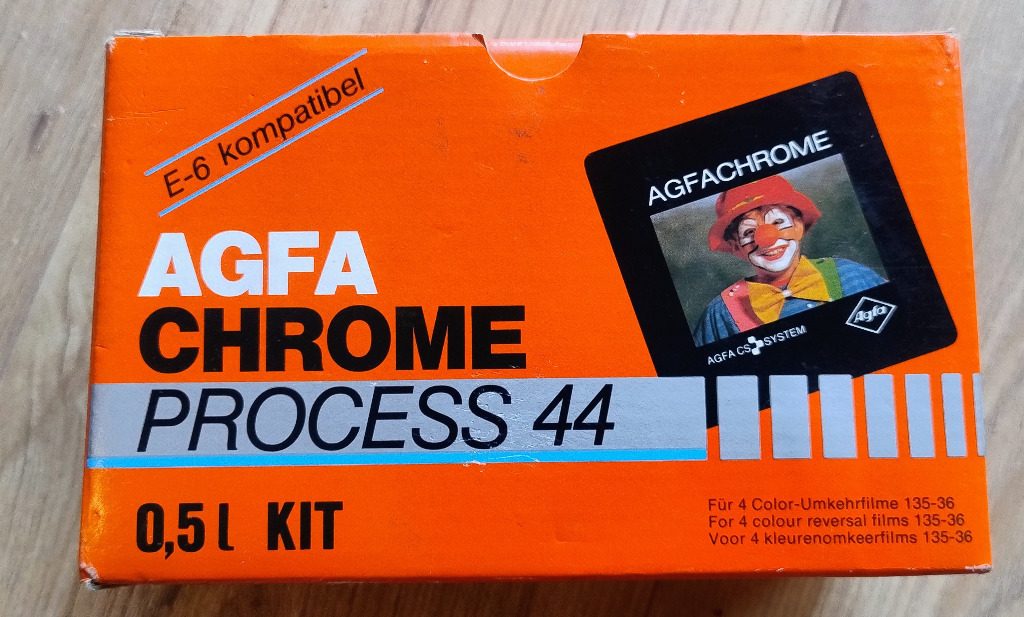 E-6 kompatibel
AGFACHROME
AGFA CS SYSTEM
Agfa
AGFA
CHROME
PROCESS 44
0,5 l KIT
Für 4 Color-Umkehrfilme 135-36
For 4 colour reversal films 135-36
Voor 4 kleurenomkeerfilms 135-36